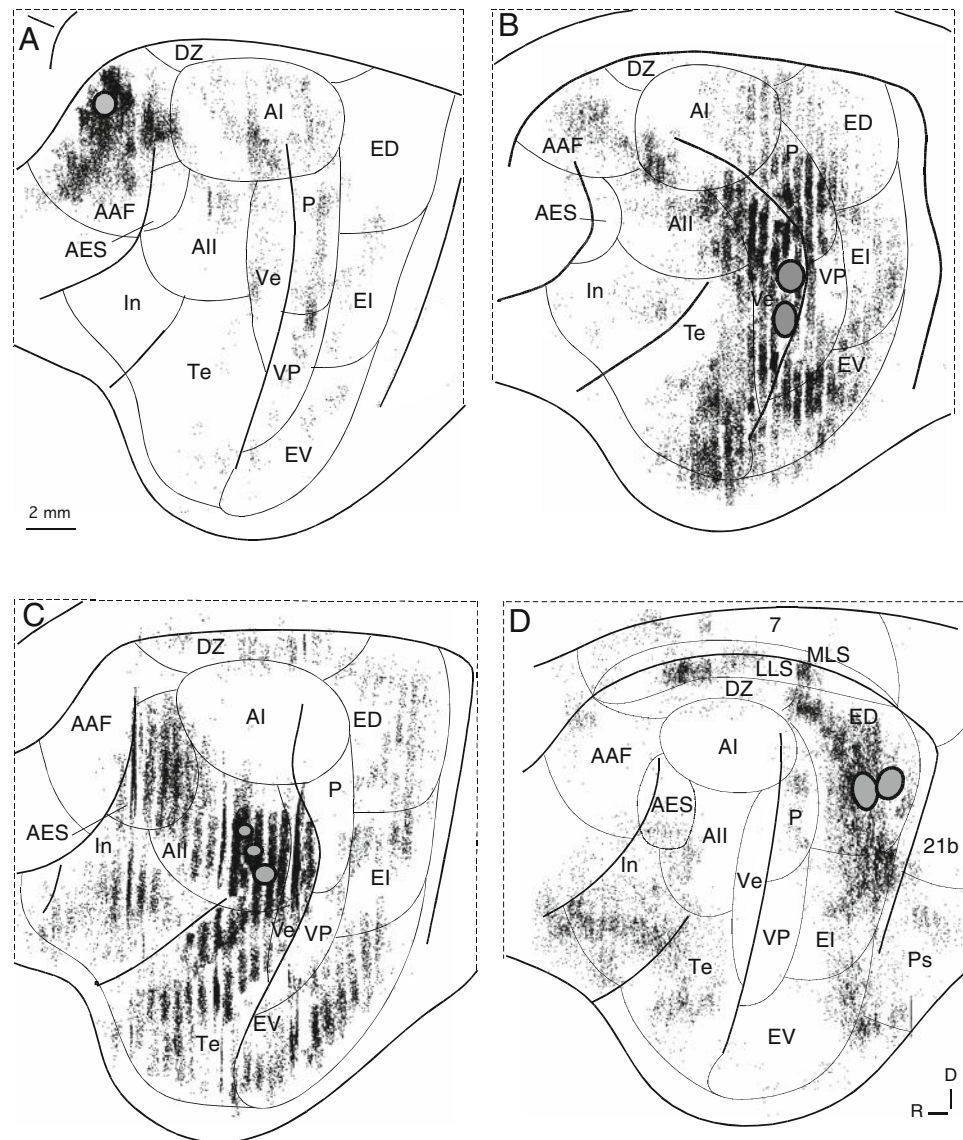 A
DZ
AI
ED
AAF
P
AES
AII
Ve
EI
In
Te
VP
EV
2 mm
B
DZ
AI
ED
AAF
P
AES
AII
EI
In
Ve
VP
Te
EV
C
DZ
AAF
AI
ED
P
AES
In
AII
EI
Ve
VP
EV
Te
D
7
MLS
LLS
DZ
ED
AAF
AI
AES
P
AII
21b
In
Ve
VP
EI
Te
Ps
EV
D
R